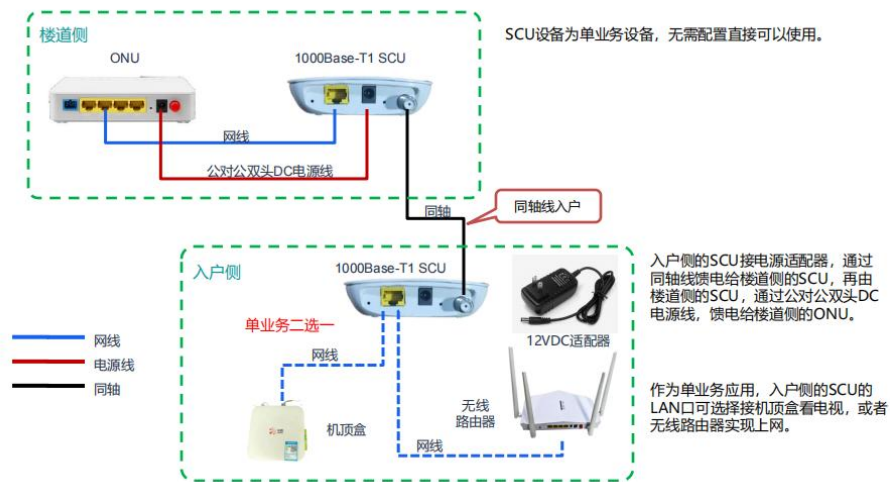 楼道侧
ONU
1000Base-T1 SCU
SCU设备为单业务设备，无需配置直接可以使用。
网线
公对公双头DC电源线
同轴
同轴线入户
入户侧
1000Base-T1 SCU
入户侧的SCU接电源适配器，通过
同轴线馈电给楼道侧的SCU，再由
楼道侧的SCU，通过公对公双头DC
电源线，馈电给楼道侧的ONU。
单业务二选一
12VDC适配器
网线
电源线
同轴
网线
无线
路由器
机顶盒
网线
作为单业务应用，入户侧的SCU的
LAN口可选择接机顶盒看电视，或者
无线路由器实现上网。